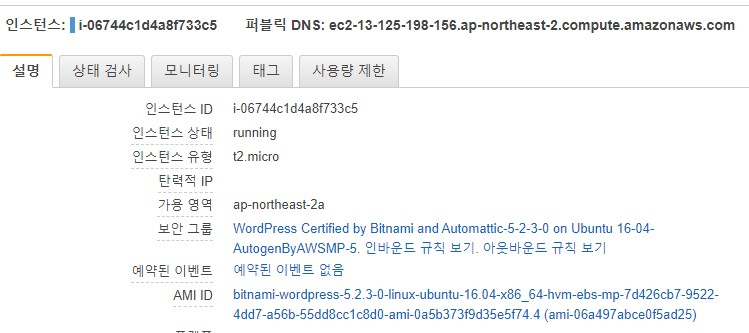 인스턴스: i-06744c1d4a8f733c5 퍼블릭 DNS: ec2-13-125-198-156.ap-northeast-2.compute.amazonaws.com
설명 상태 검사 모니터링 태그 사용량 제한
인스턴스 ID i-06744c1d4a8f733c5
인스턴스 상태 running
인스턴스 유형 t2.micro
탄력적 IP
가용 영역 ap-northeast-2a
보안 그룹 WordPress Certified by Bitnami and Automattic-5-2-3-0 on Ubuntu 16-04-
AutogenByAWSMP-5. 인바운드 규칙 보기. 아웃바운드 규칙 보기
예약된 이벤트 예약된 이벤트 없음
AMI ID bitnami-wordpress-5.2.3-0-linux-ubuntu-16.04-x86_64-hvm-ebs-mp-7d426cb7-9522-
4dd7-a56b-55dd8cc1c8d0-ami-0a5b373f9d35e5f74.4 (ami-06a497abce0f5ad25)